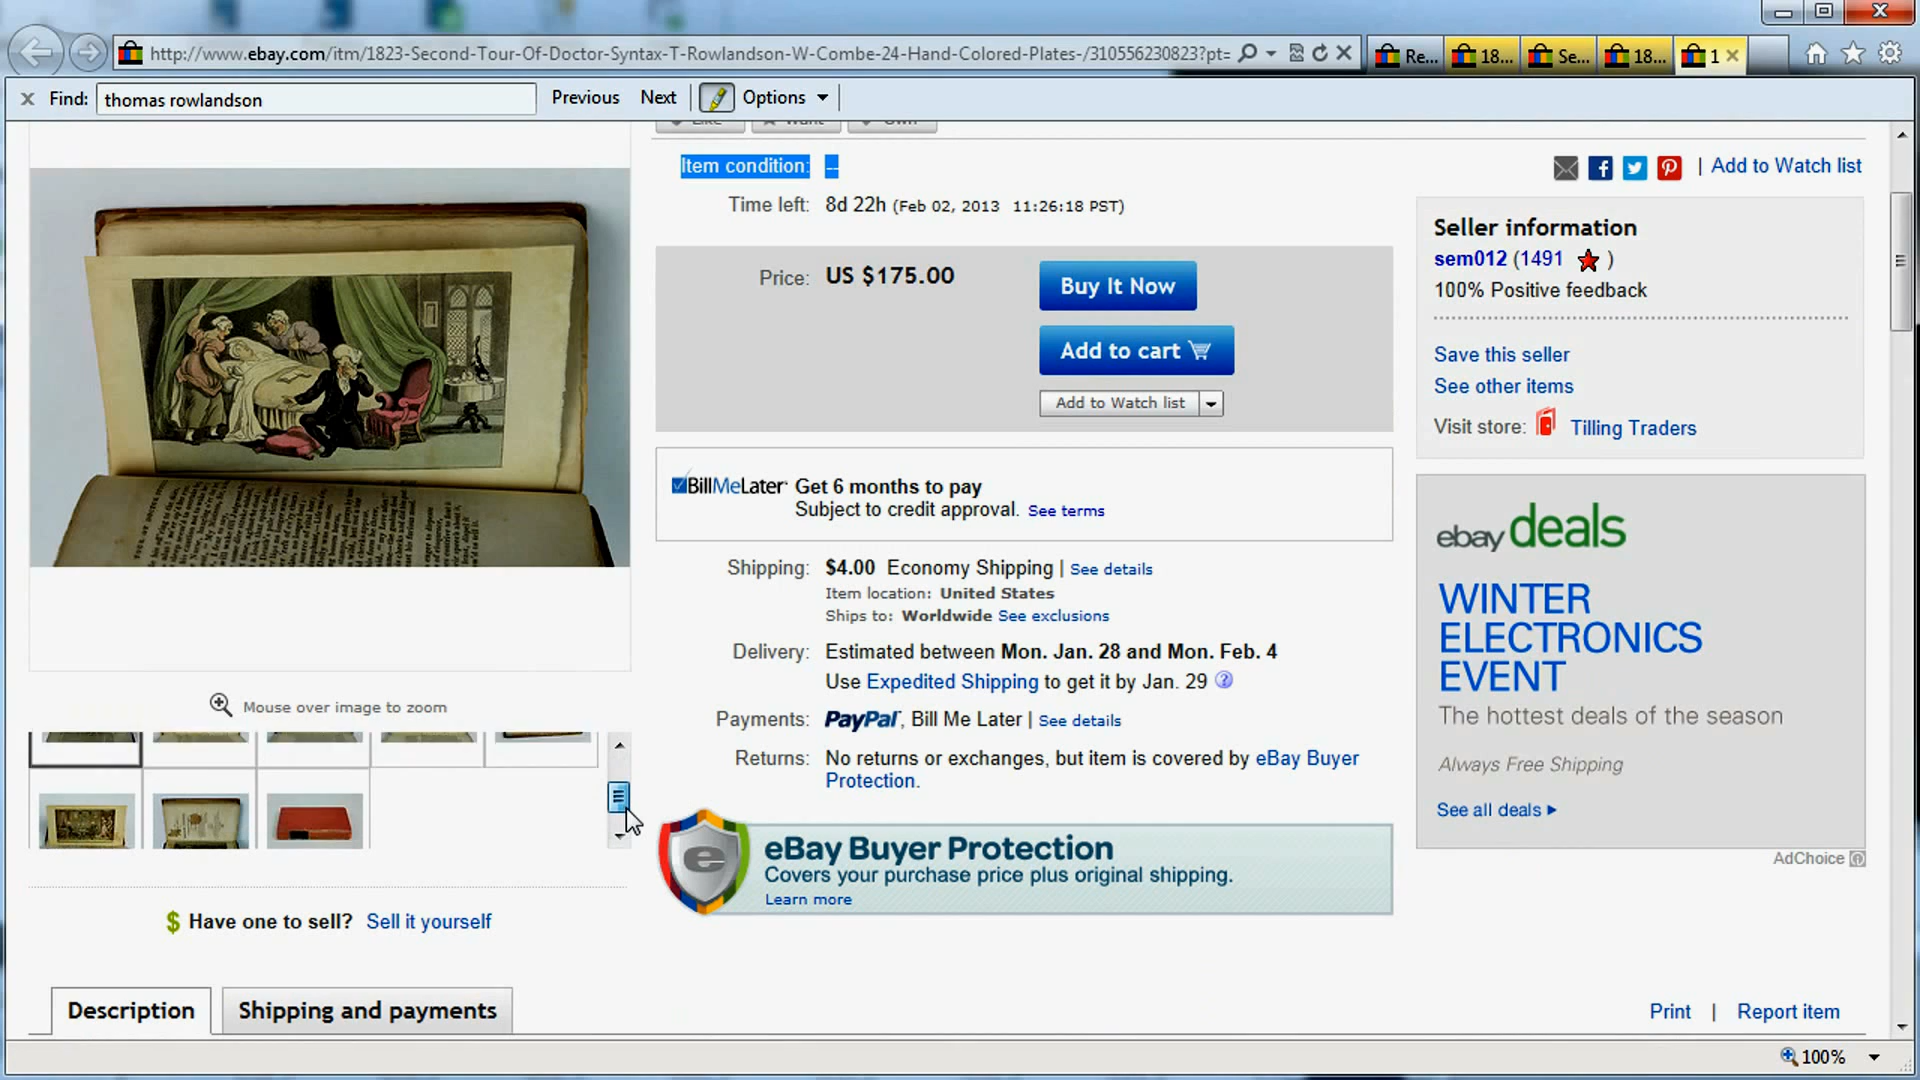 http://www.ebay.com/itm/1823-Second-Tour-Of-Doctor-Syntax-T-Rowlandson-W-Combe-24-Hand-Colored-Plates-/310556230823?pt=
Re...
18...
Se...
18...
1
Find: thomas rowlandson
Previous
Next
Options
Like
Want
Own
Item condition: --
Add to Watch list
Time left: 8d 22h (Feb 02, 2013 11:26:18 PST)
Price: US $175.00
Buy It Now
Add to cart
Add to Watch list
Seller information
sem012 (1491 )
100% Positive feedback
Save this seller
See other items
Visit store: Tilling Traders
BillMeLater Get 6 months to pay
Subject to credit approval. See terms
Shipping: $4.00 Economy Shipping | See details
Item location: United States
Ships to: Worldwide See exclusions
Delivery: Estimated between Mon. Jan. 28 and Mon. Feb. 4
Use Expedited Shipping to get it by Jan. 29 ?
Payments: PayPal, Bill Me Later | See details
Returns: No returns or exchanges, but item is covered by eBay Buyer
Protection.
ebay deals
WINTER
ELECTRONICS
EVENT
The hottest deals of the season
Always Free Shipping
See all deals
AdChoice
Mouse over image to zoom
eBay Buyer Protection
Covers your purchase price plus original shipping.
Learn more
$ Have one to sell? Sell it yourself
Description
Shipping and payments
Print | Report item
100%